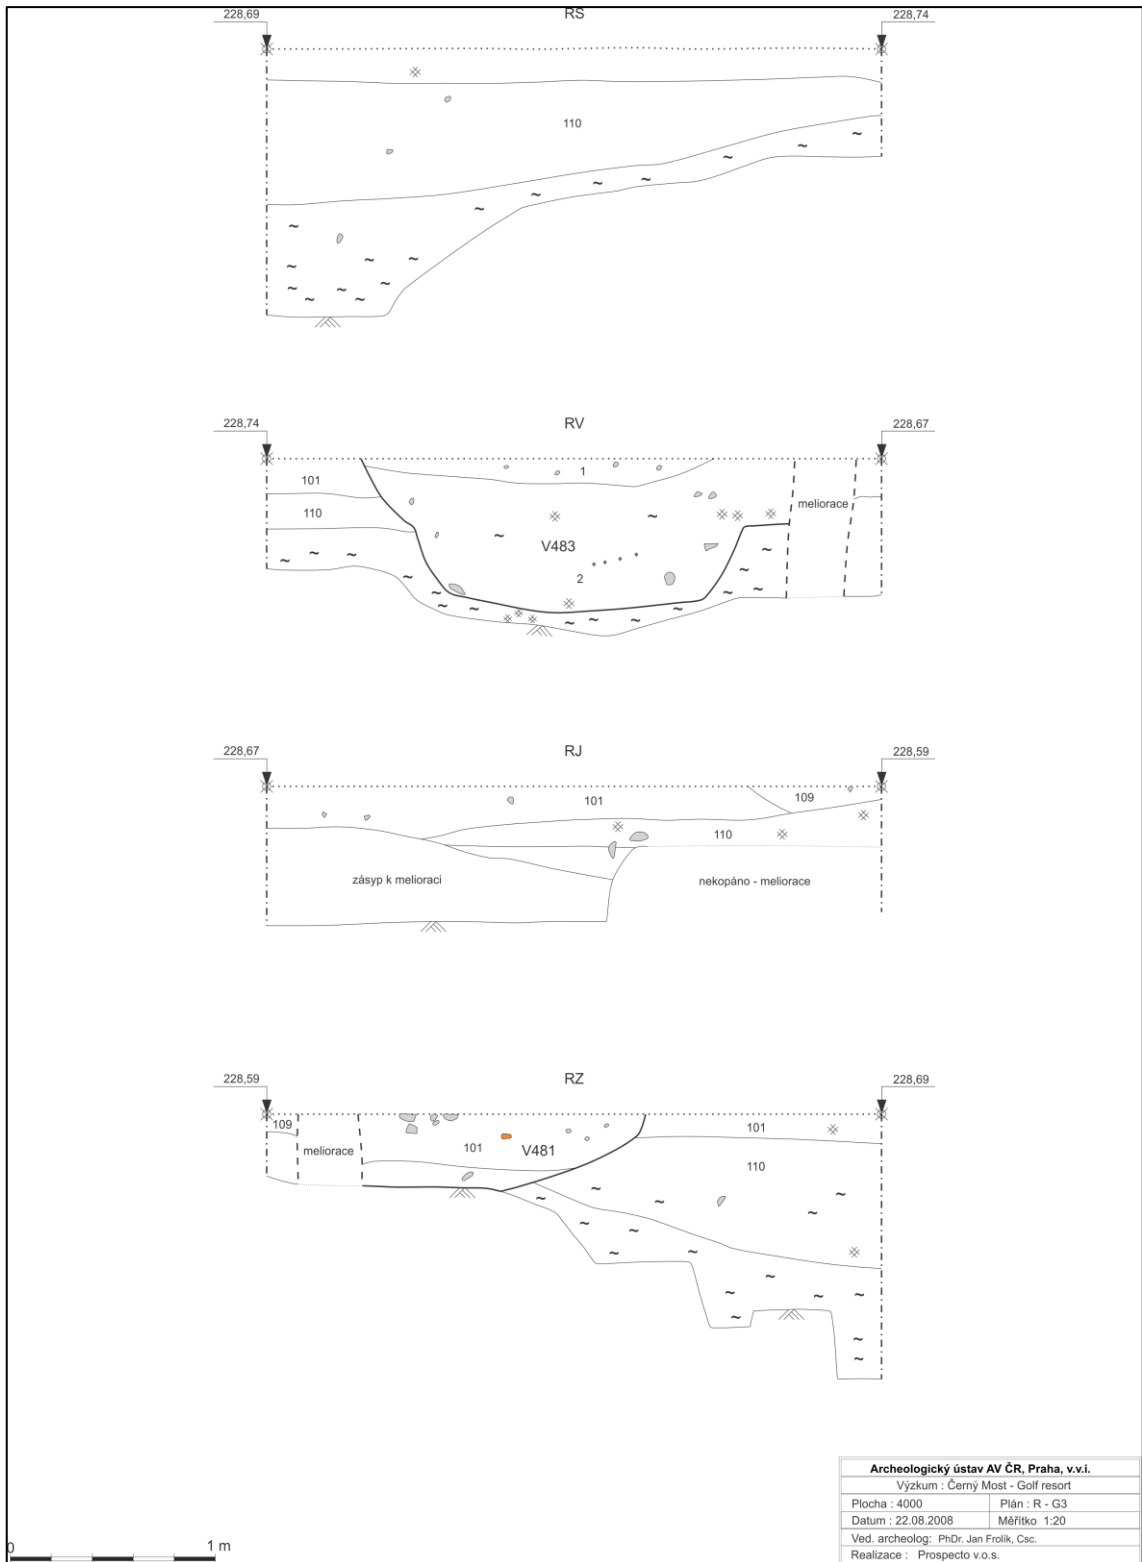 RS
228,69
228,74
110
RV
228,74
228,67
1
101
meliorace
110
V483
2
RJ
228,67
228,59
101
109
110
zásyp k melioraci
nekopáno - meliorace
RZ
228,59
228,69
109
101
meliorace
101
V481
110
Archeologický ústav AV ČR, Praha, v.v.i.
Výzkum : Černý Most - Golf resort
Plocha : 4000
Plán : R - G3
Datum : 22.08.2008
Měřítko 1:20
Ved. archeolog: PhDr. Jan Frolík, Csc.
Realizace : Prospecto v.o.s.
0
1 m